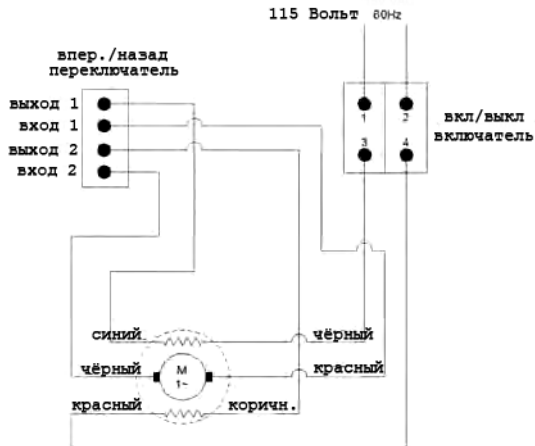 115 Вольт 60Hz
впер./назад
переключатель
выход 1
вход 1
выход 2
вход 2
1 2
3 4
вкл/выкл
включатель
синий
чёрный
чёрный
M
1~
красный
красный
коричн.